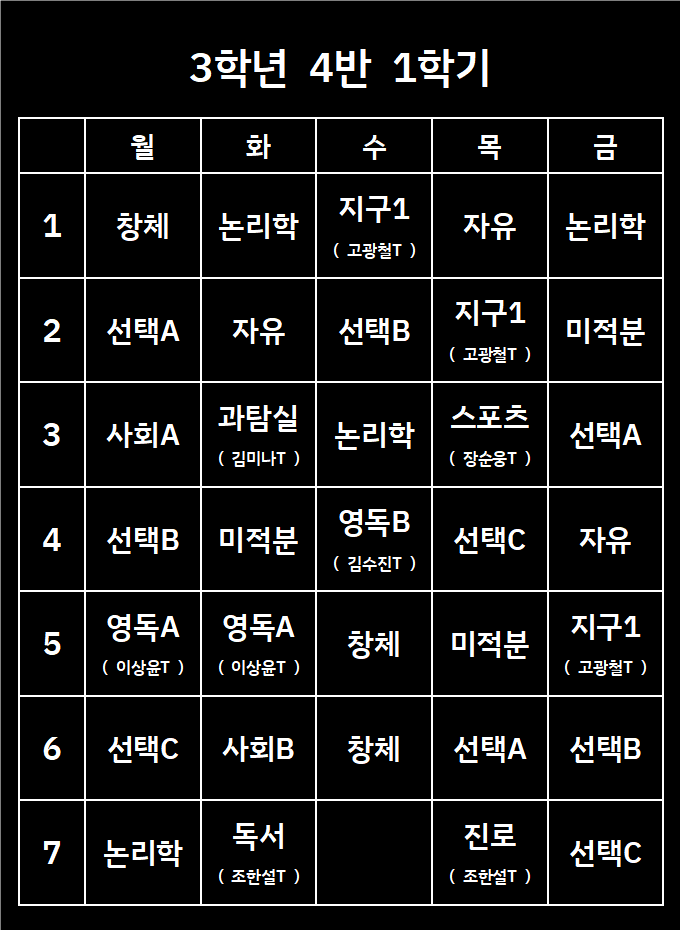 3학년 4반 1학기
월 화 수 목 금
1 창체 논리학 지구1 ( 고광철T ) 자유 논리학
2 선택A 자유 선택B 지구1 ( 고광철T ) 미적분
3 사회A 과탐실 ( 김미나T ) 논리학 스포츠 ( 장순웅T ) 선택A
4 선택B 미적분 영독B ( 김수진T ) 선택C 자유
5 영독A ( 이상윤T ) 영독A ( 이상윤T ) 창체 미적분 지구1 ( 고광철T )
6 선택C 사회B 창체 선택A 선택B
7 논리학 독서 ( 조한설T ) 진로 ( 조한설T ) 선택C